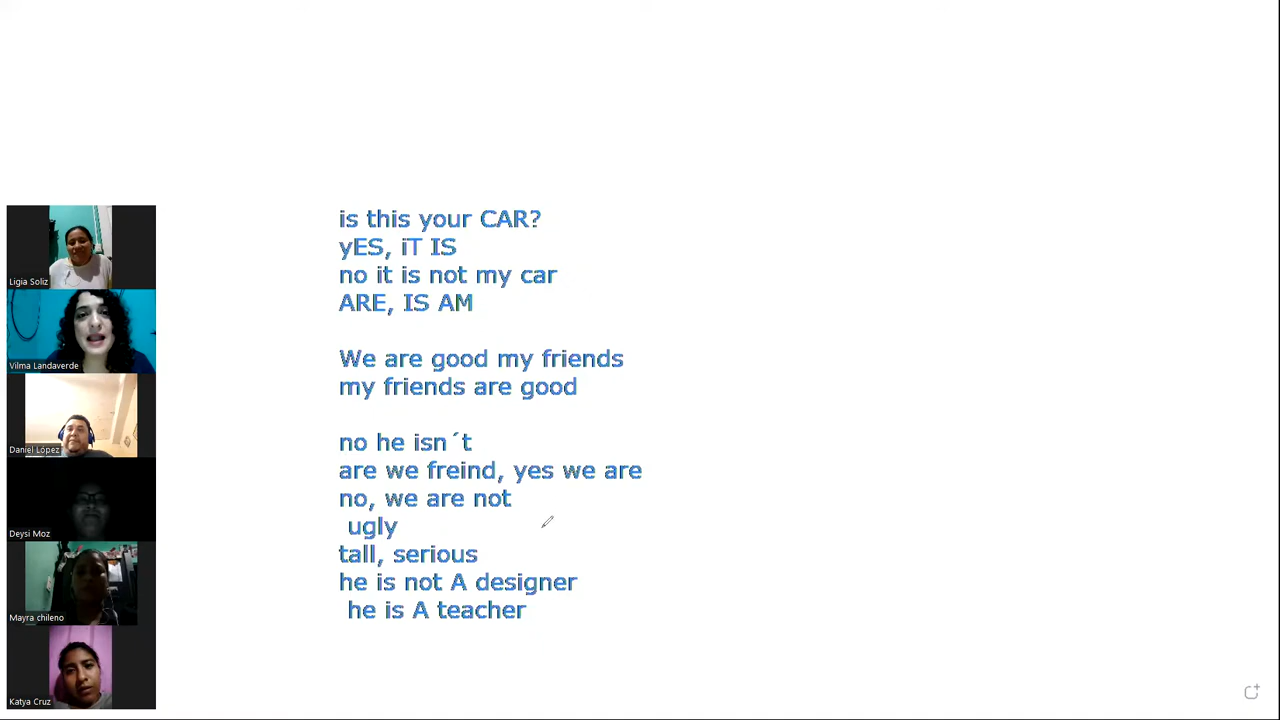 is this your CAR?
yES, iT IS
no it is not my car
ARE, IS AM
We are good my friends
my friends are good
no he isn´t
are we freind, yes we are
no, we are not
ugly
tall, serious
he is not A designer
he is A teacher
Ligia Soliz
Vilma Landaverde
Daniel Lopez
Deysi Moz
Mayra chileno
Katya Cruz